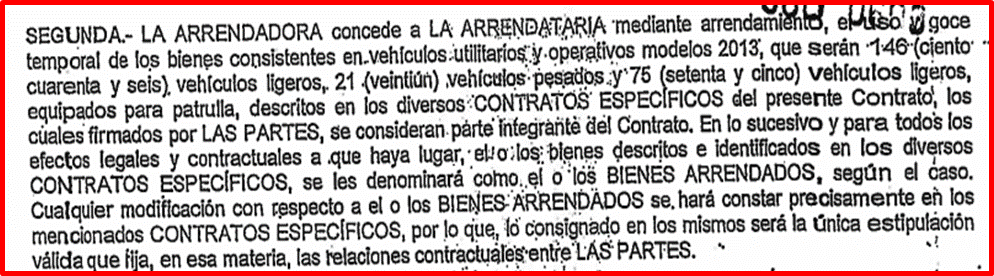 SEGUNDA.- LA ARRENDADORA concede a LA ARRENDATARIA mediante arrendamiento, el uso y goce
temporal de los bienes consistentes en vehículos utilitarios y operativos modelos 2013, que serán 146 (ciento
cuarenta y seis) vehículos ligeros, 21 (veintiún) vehículos pesados y 75 (setenta y cinco) vehículos ligeros,
equipados para patrulla, descritos en los diversos CONTRATOS ESPECÍFICOS del presente Contrato, los
cuales firmados por LAS PARTES, se consideran parte integrante del Contrato. En lo sucesivo y para todos los
efectos legales y contractuales a que haya lugar, el o los bienes descritos e identificados en los diversos
CONTRATOS ESPECÍFICOS, se les denominará como el o los BIENES ARRENDADOS, según el caso.
Cualquier modificación con respecto a el o los BIENES ARRENDADOS se hará constar precisamente en los
mencionados CONTRATOS ESPECÍFICOS, por lo que, lo consignado en los mismos será la única estipulación
válida que fija, en esa materia, las relaciones contractuales entre LAS PARTES.